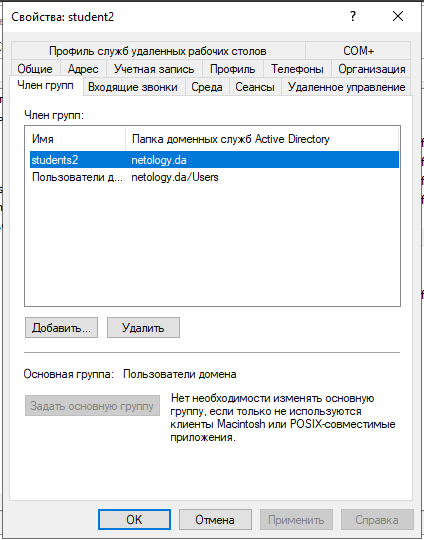 Свойства: student2
?
Профиль служб удаленных рабочих столов COM+
Общие Адрес Учетная запись Профиль Телефоны Организация
Член групп Входящие звонки Среда Сеансы Удаленное управление
Член групп:
Имя Папка доменных служб Active Directory
students2 netology.da
Пользователи д... netology.da/Users
Добавить... Удалить
Основная группа: Пользователи домена
Задать основную группу
Нет необходимости изменять основную
группу, если только не используются
клиенты Macintosh или POSIX-совместимые
приложения.
OK Отмена Применить Справка